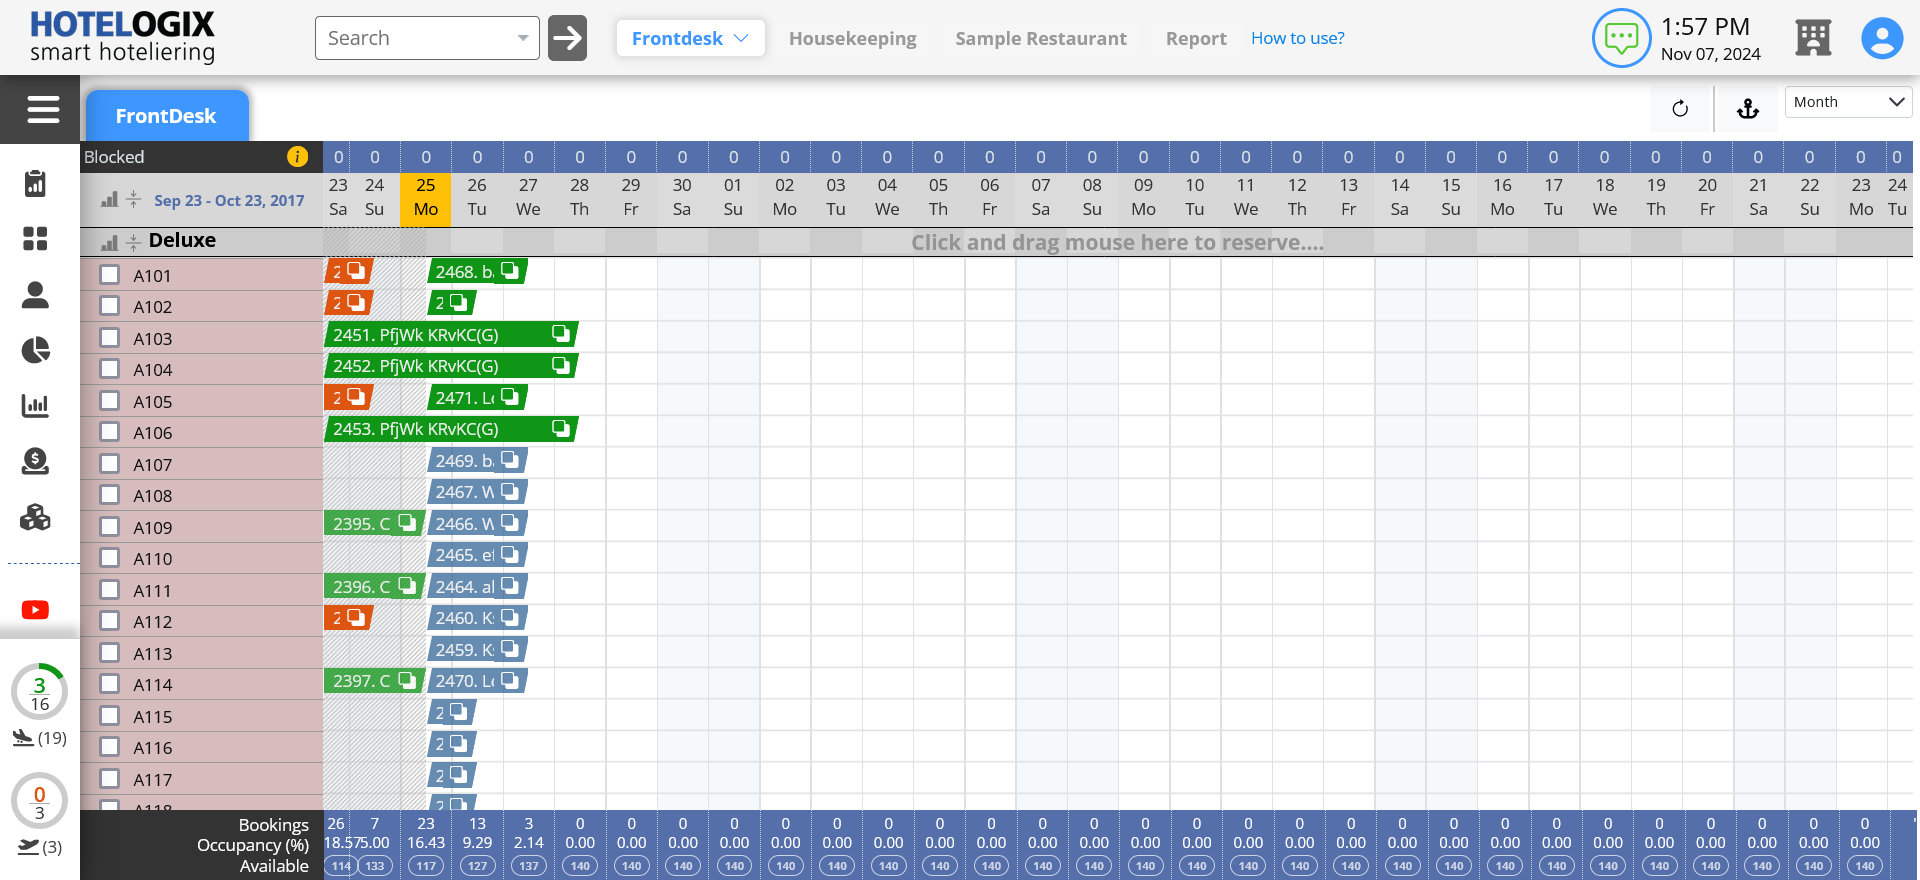 HOTELOGIX
smart hoteliering
Search
Frontdesk
Housekeeping
Sample Restaurant
Report
How to use?
1:57 PM
Nov 07, 2024
FrontDesk
Month
Blocked
0 0 0 0 0 0 0 0 0 0 0 0 0 0 0 0 0 0 0 0 0 0 0 0 0 0 0 0 0 0 0 0
Sep 23 - Oct 23, 2017
23 24 25 26 27 28 29 30 01 02 03 04 05 06 07 08 09 10 11 12 13 14 15 16 17 18 19 20 21 22 23 24
Sa Su Mo Tu We Th Fr Sa Su Mo Tu We Th Fr Sa Su Mo Tu We Th Fr Sa Su Mo Tu We Th Fr Sa Su Mo Tu
Deluxe
Click and drag mouse here to reserve....
A101 2 2468. b
A102 2 2
A103 2451. PfjWk KRvKC(G)
A104 2452. PfjWk KRvKC(G)
A105 2 2471. L
A106 2453. PfjWk KRvKC(G)
A107 2469. b
A108 2467. W
A109 2395. C 2466. W
A110 2465. e
A111 2396. C 2464. a
A112 2 2460. K
A113 2459. K
A114 2397. C 2470. L
A115 2
A116 2
A117 2
A118 2
3
16
(19)
0
3
(3)
Bookings 26 7 23 13 3 0 0 0 0 0 0 0 0 0 0 0 0 0 0 0 0 0 0 0 0 0 0 0 0 0 0
Occupancy (%) 18.57 5.00 16.43 9.29 2.14 0.00 0.00 0.00 0.00 0.00 0.00 0.00 0.00 0.00 0.00 0.00 0.00 0.00 0.00 0.00 0.00 0.00 0.00 0.00 0.00 0.00 0.00 0.00 0.00 0.00 0.00
Available 114 133 117 127 137 140 140 140 140 140 140 140 140 140 140 140 140 140 140 140 140 140 140 140 140 140 140 140 140 140 140